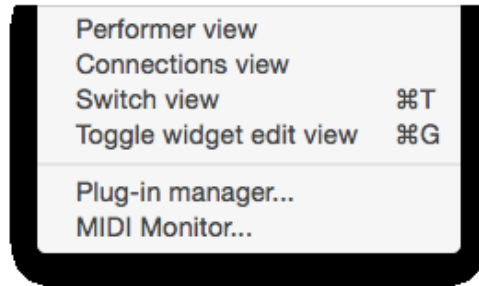 Performer view
Connections view
Switch view ⌘T
Toggle widget edit view ⌘G
Plug-in manager...
MIDI Monitor...